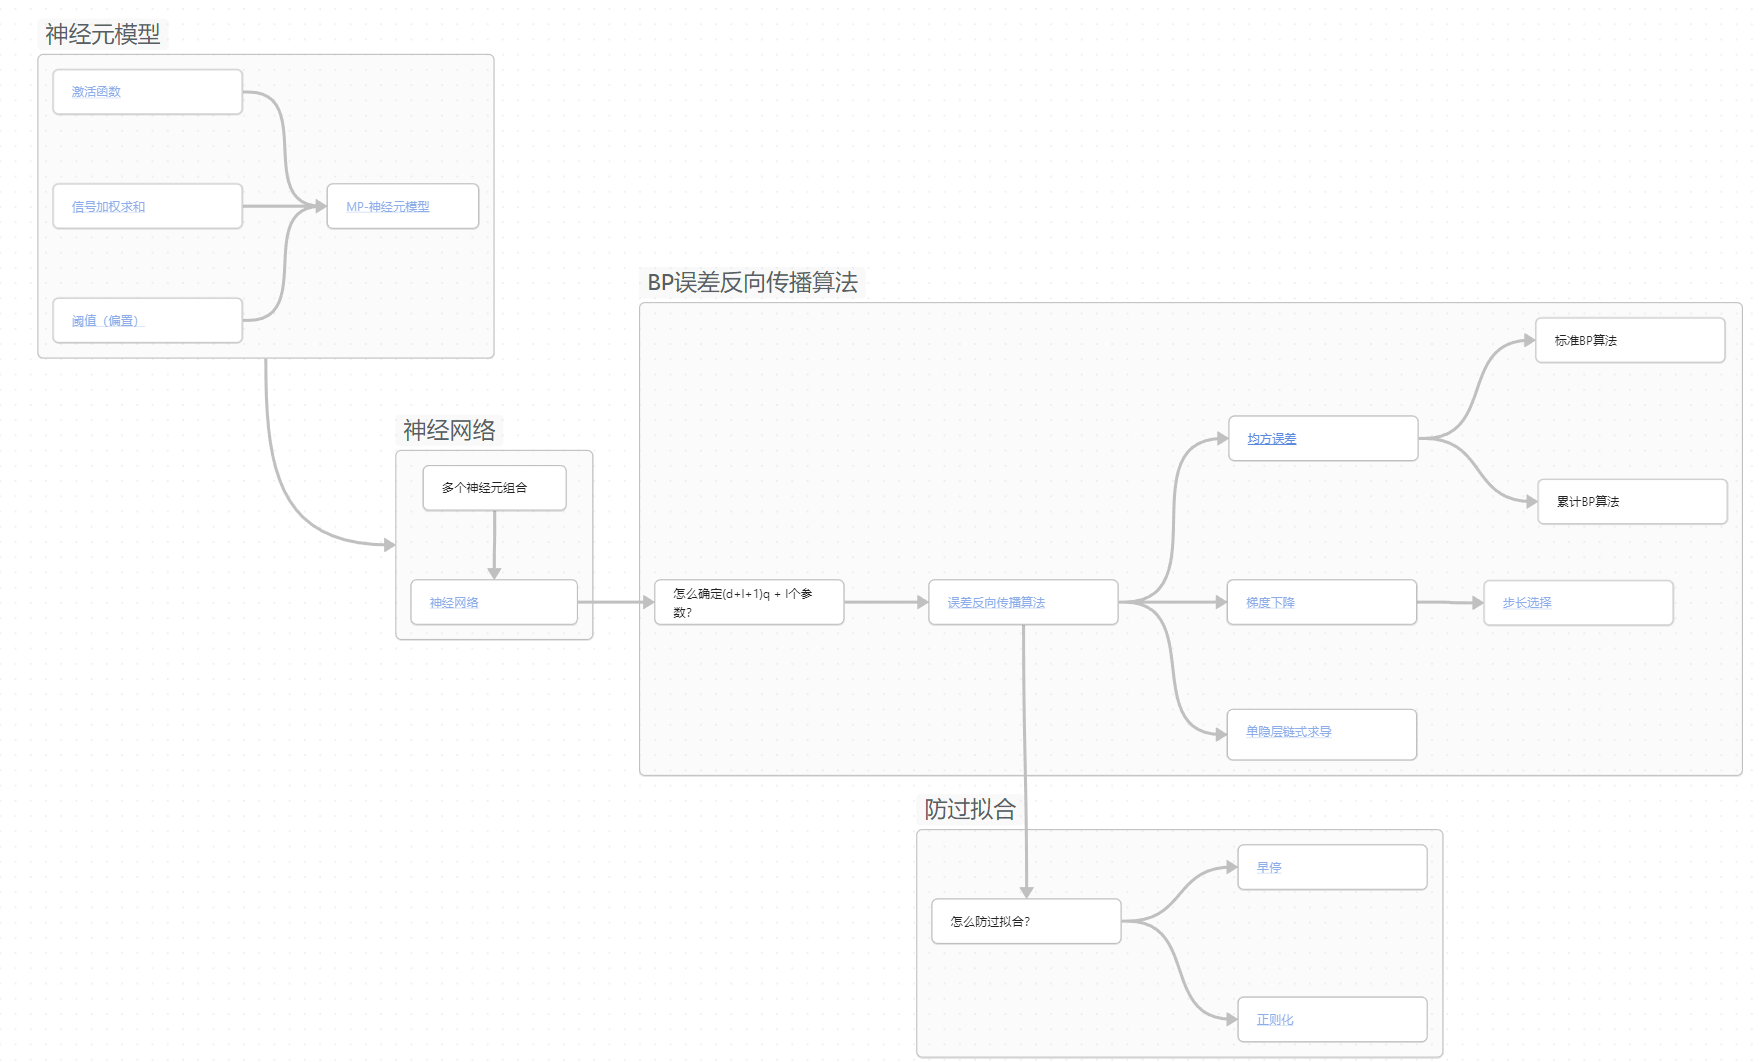 神经元模型
激活函数
信号加权求和
MP-神经元模型
阈值（偏置）
神经网络
多个神经元组合
神经网络
BP误差反向传播算法
标准BP算法
均方误差
累计BP算法
怎么确定(d+l+1)q + l个参
数?
误差反向传播算法
梯度下降
步长选择
单隐层链式求导
防过拟合
早停
怎么防过拟合?
正则化